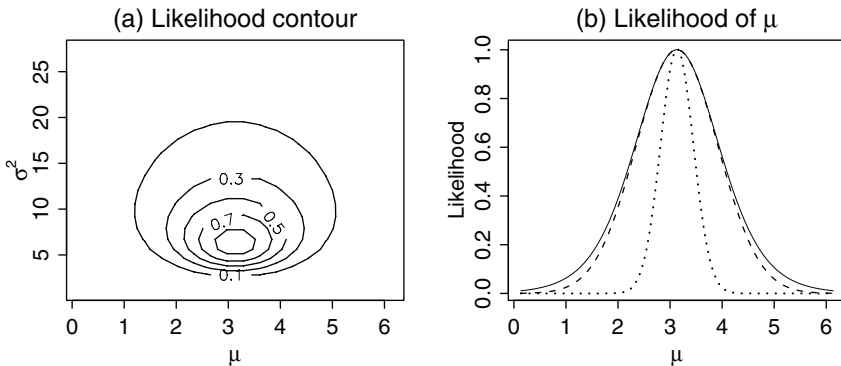 (a) Likelihood contour
25
20
15
10
5
σ²
0.3
0.7
0.5
0.1
0 1 2 3 4 5 6
μ
(b) Likelihood of μ
1.0
0.8
0.6
0.4
0.2
0.0
Likelihood
0 1 2 3 4 5 6
μ